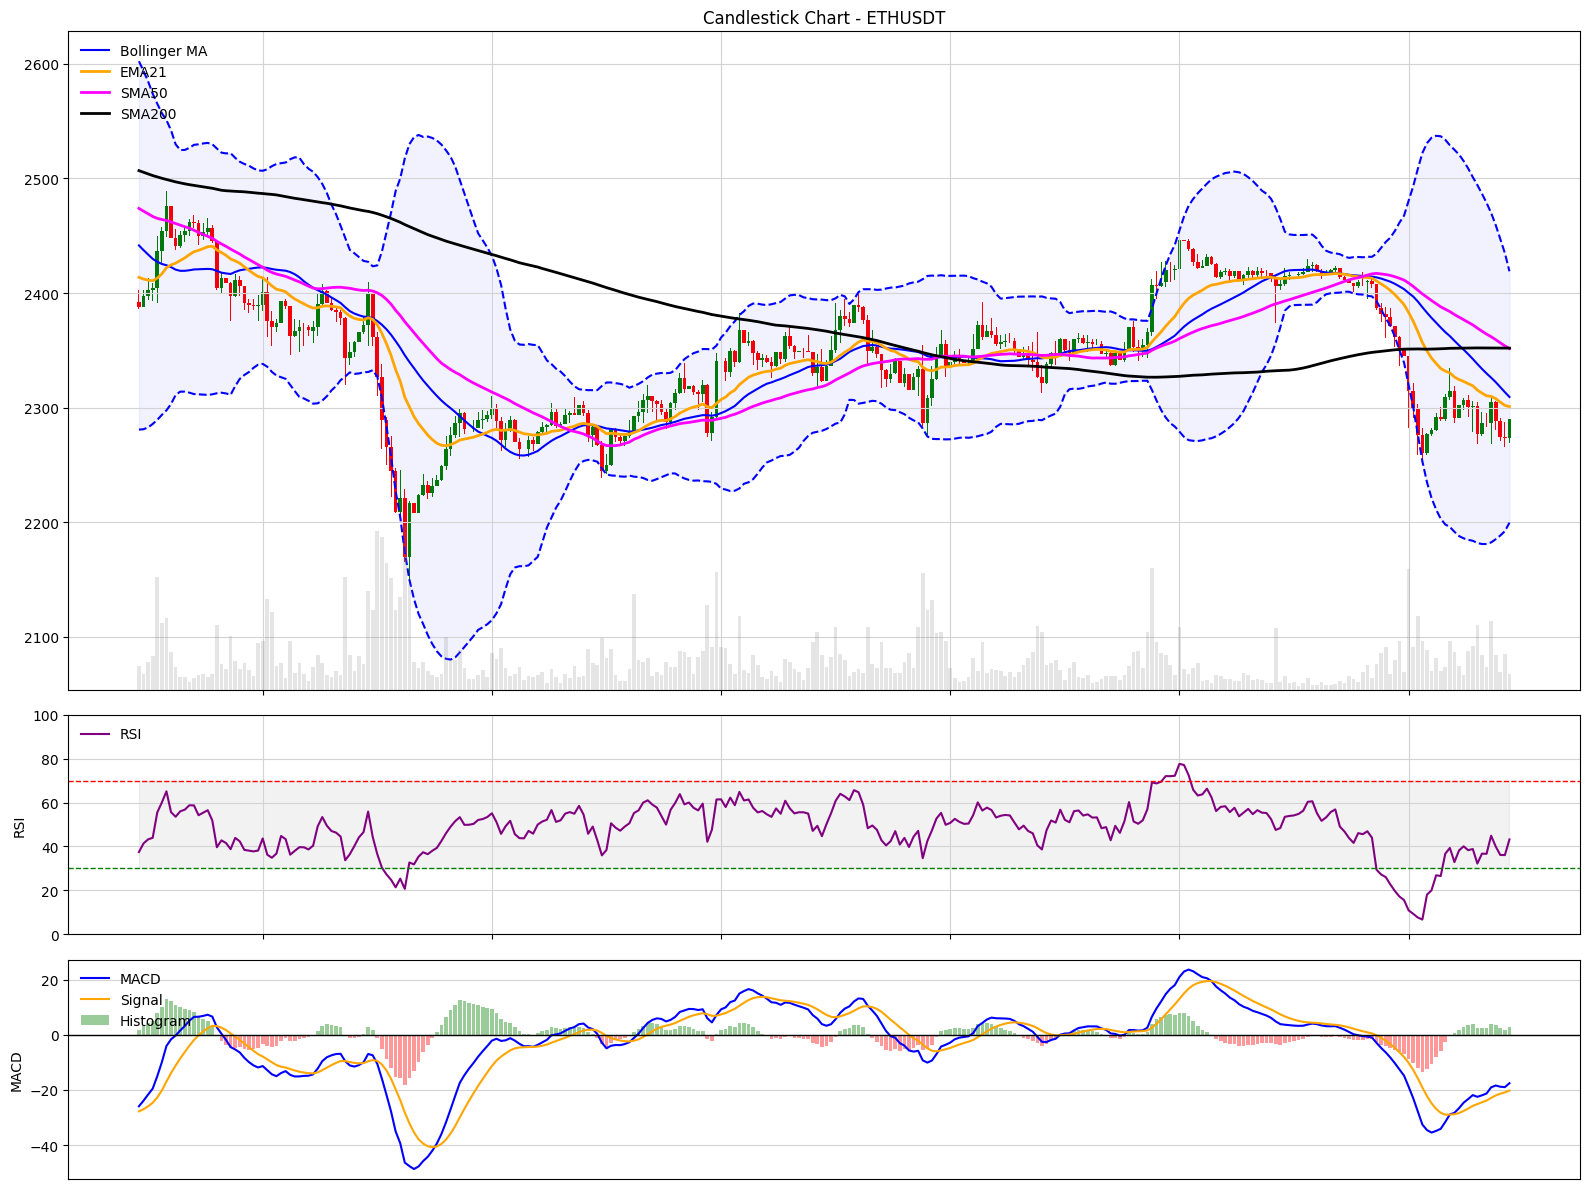 Candlestick Chart - ETHUSDT
Bollinger MA
EMA21
SMA50
SMA200
2600
2500
2400
2300
2200
2100
RSI
100
80
60
40
20
0
RSI
MACD
Signal
Histogram
20
0
−20
−40
MACD